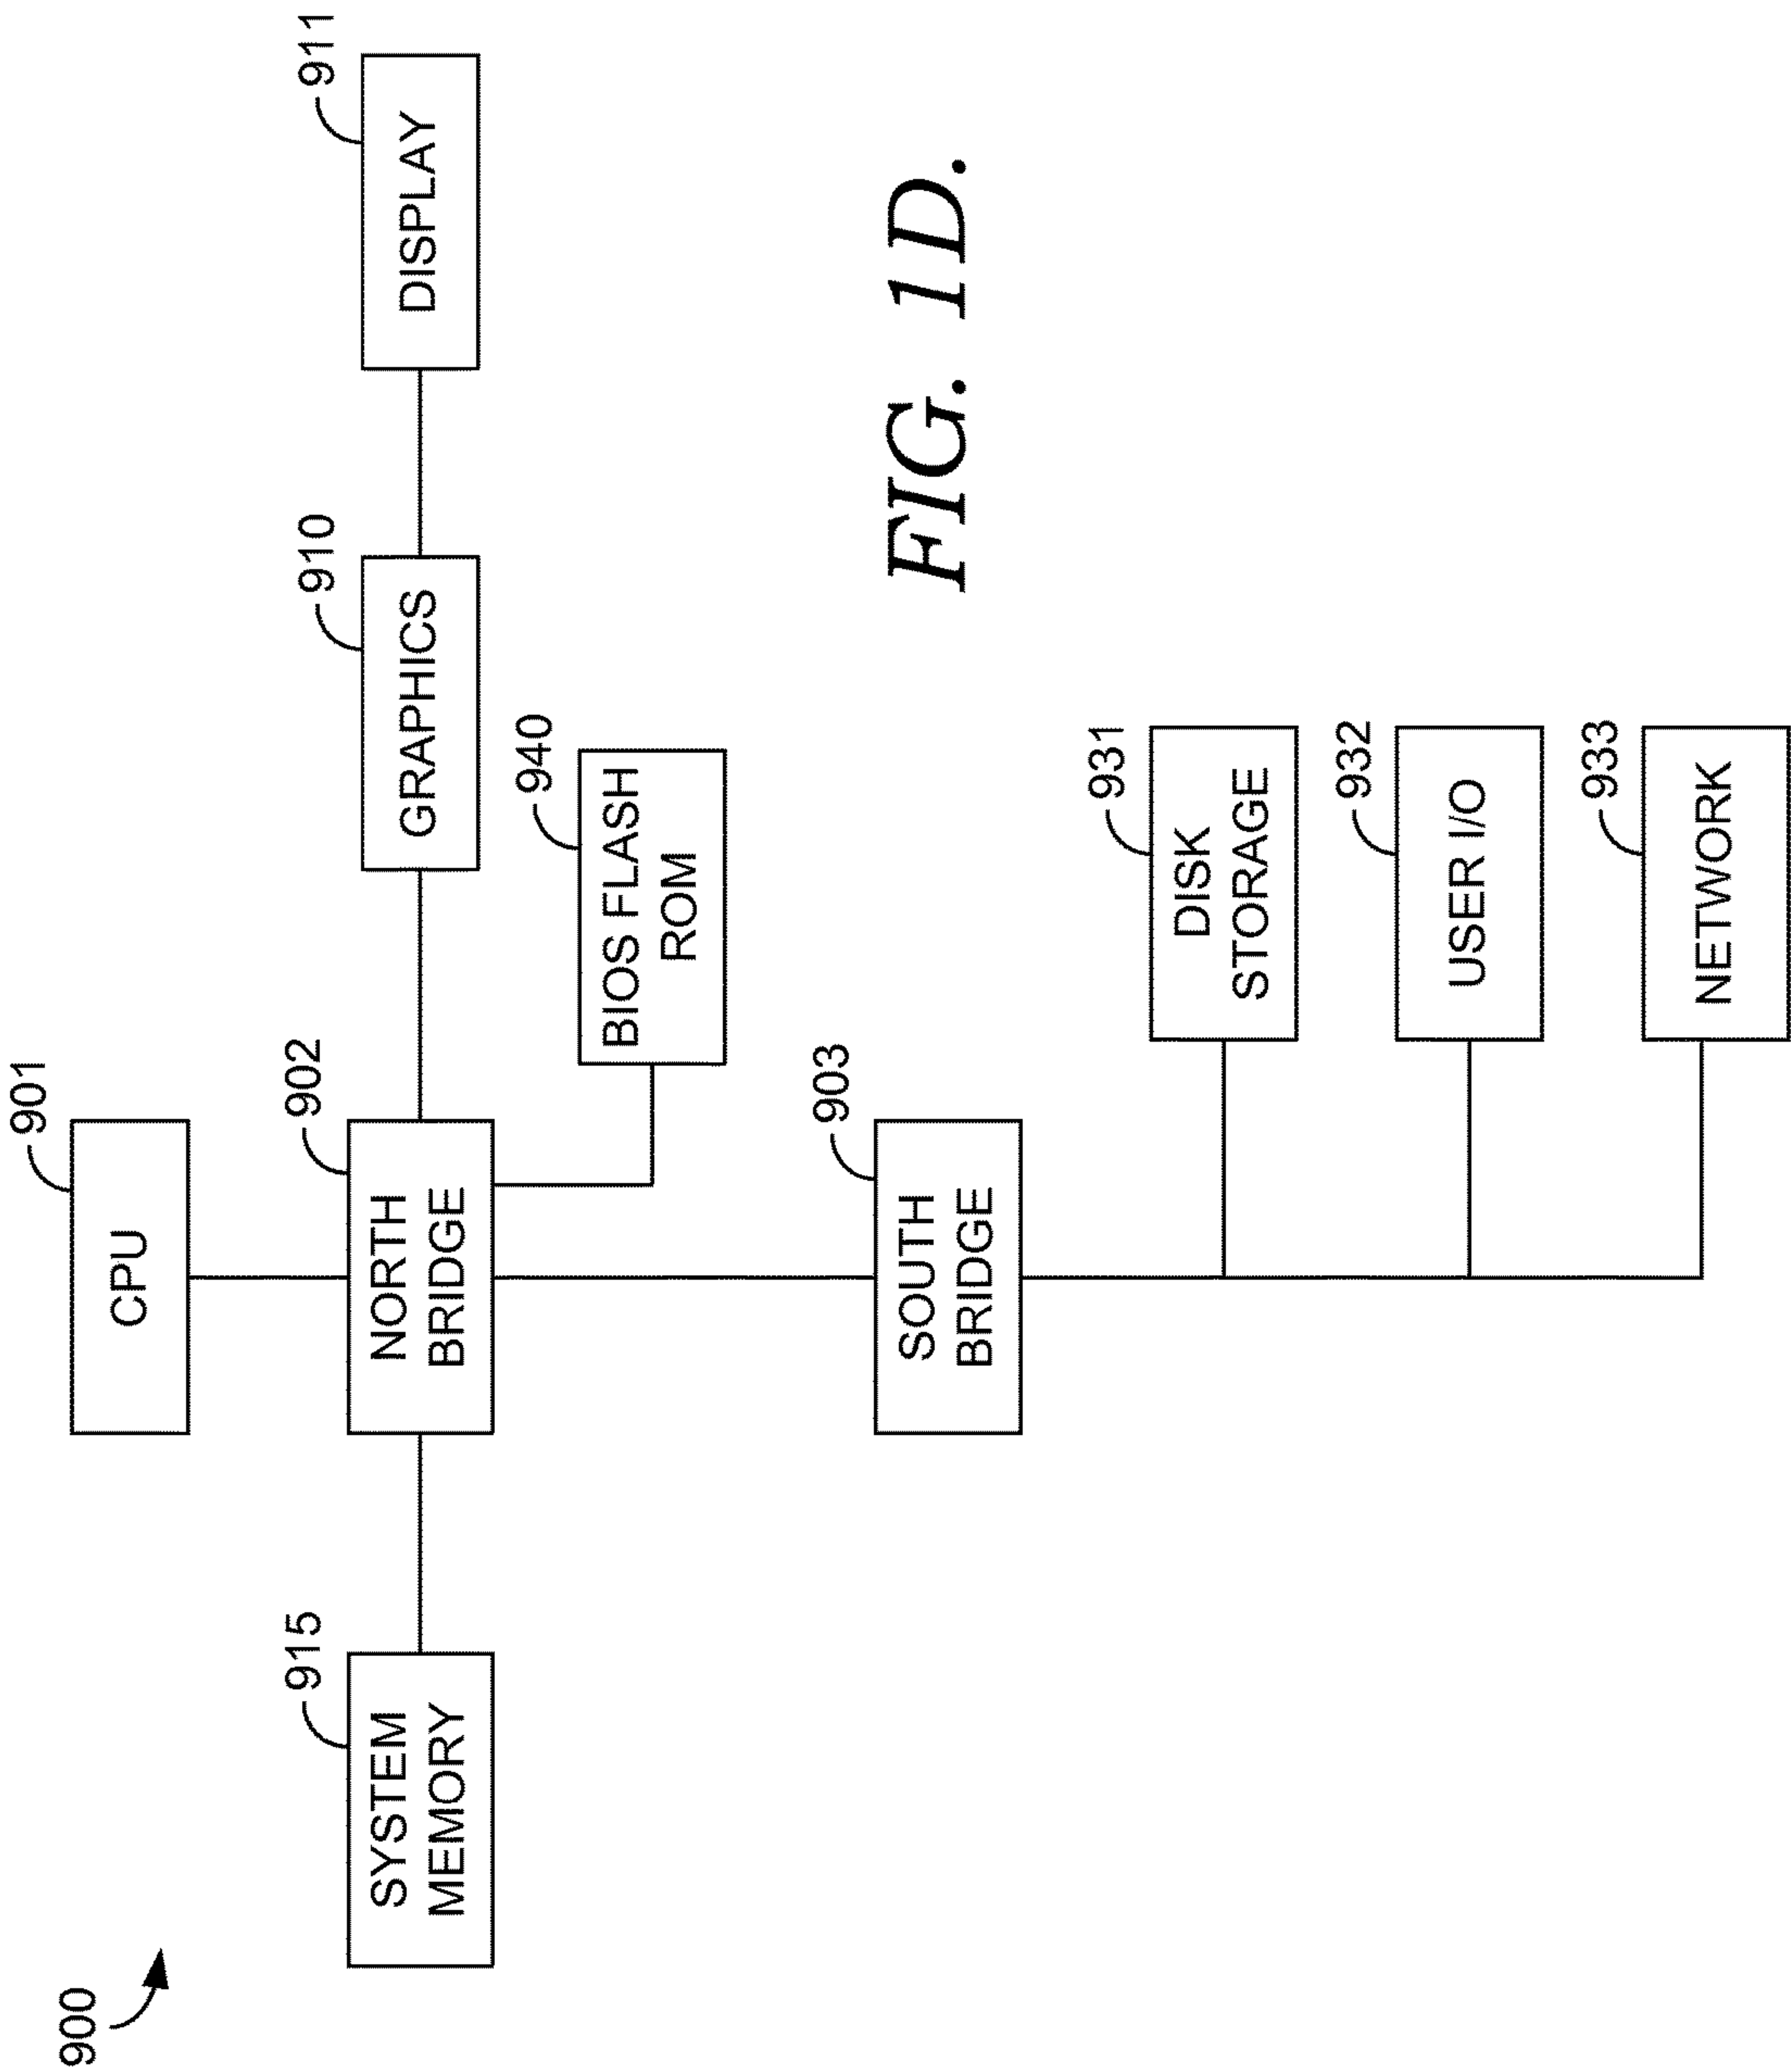 900
901
CPU
915
SYSTEM
MEMORY
902
NORTH
BRIDGE
910
GRAPHICS
911
DISPLAY
940
BIOS FLASH
ROM
903
SOUTH
BRIDGE
931
DISK
STORAGE
932
USER I/O
933
NETWORK
FIG. 1D.